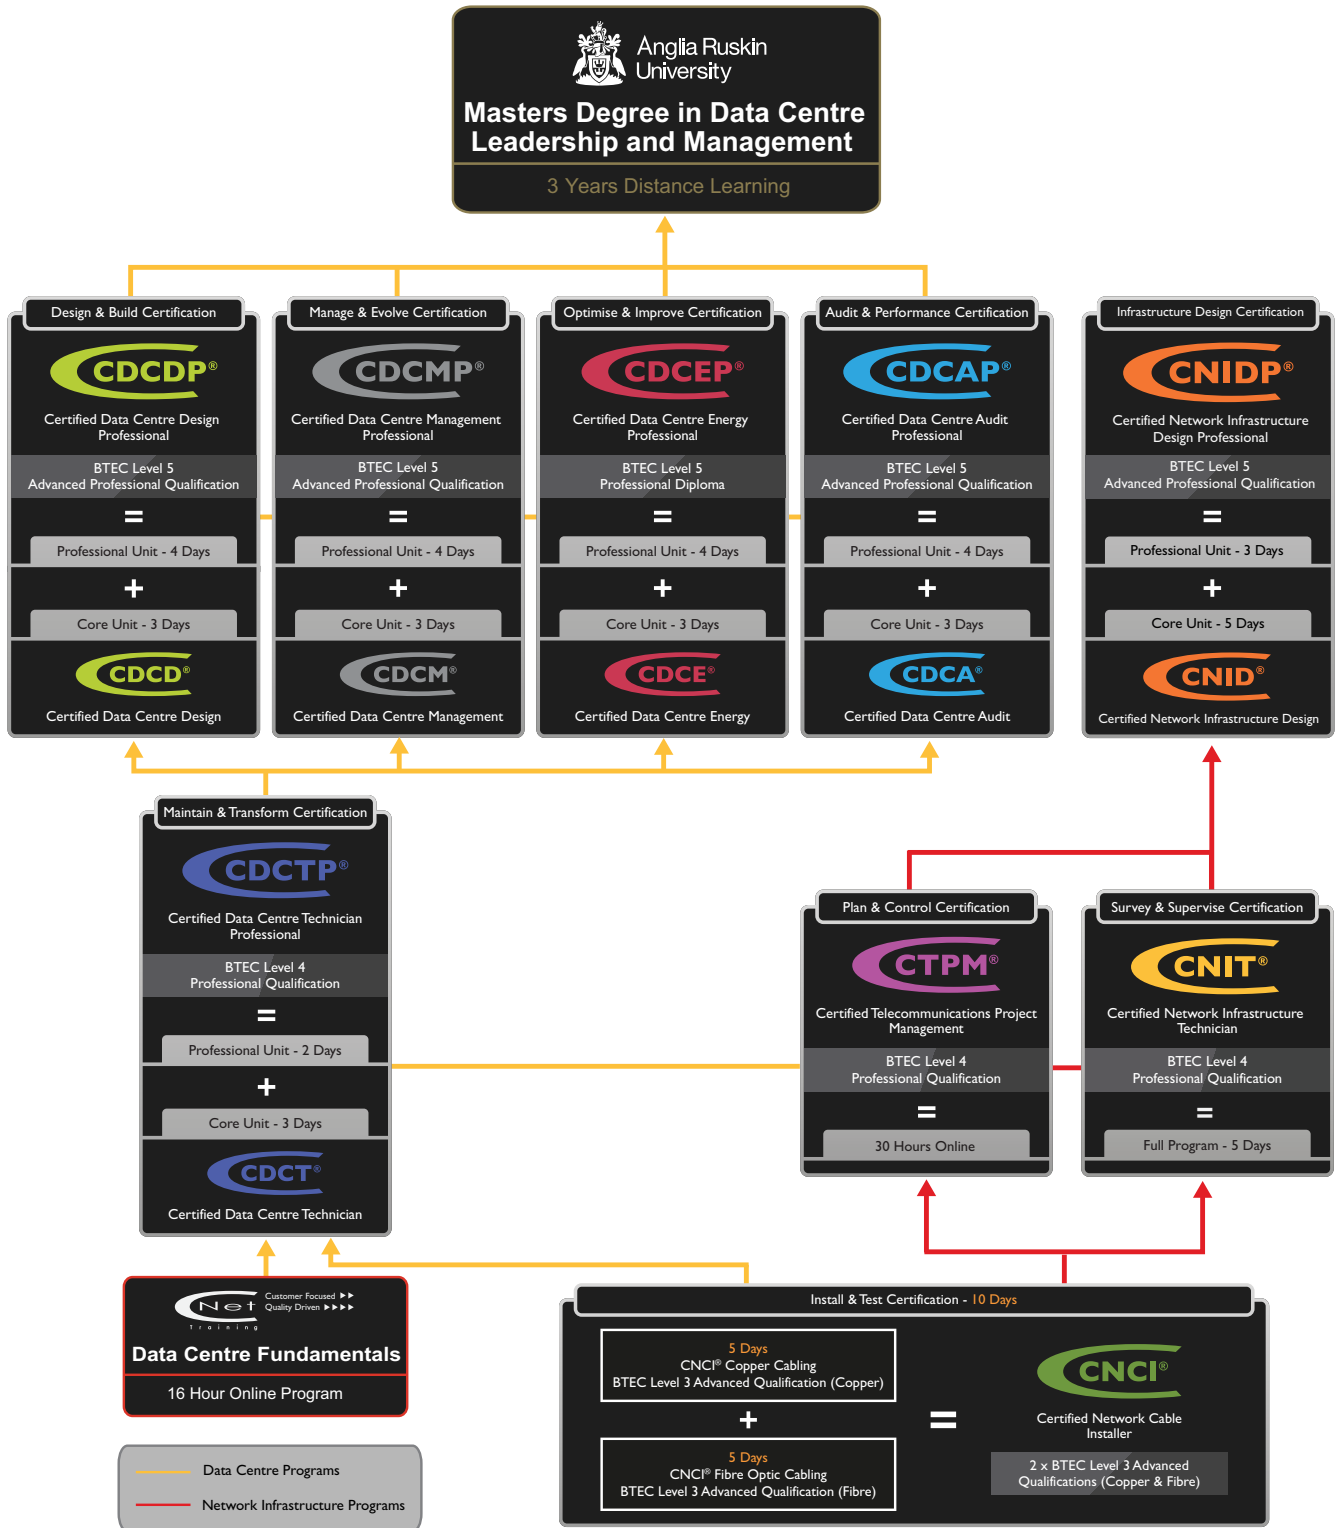 Anglia Ruskin
University
Masters Degree in Data Centre
Leadership and Management
3 Years Distance Learning
Design & Build Certification
CDCDP®
Certified Data Centre Design
Professional
BTEC Level 5
Advanced Professional Qualification
=
Professional Unit - 4 Days
+
Core Unit - 3 Days
CDCD®
Certified Data Centre Design
Manage & Evolve Certification
CDCMP®
Certified Data Centre Management
Professional
BTEC Level 5
Advanced Professional Qualification
=
Professional Unit - 4 Days
+
Core Unit - 3 Days
CDCM®
Certified Data Centre Management
Optimise & Improve Certification
CDCEP®
Certified Data Centre Energy
Professional
BTEC Level 5
Professional Diploma
=
Professional Unit - 4 Days
+
Core Unit - 3 Days
CDCE®
Certified Data Centre Energy
Audit & Performance Certification
CDCAP®
Certified Data Centre Audit
Professional
BTEC Level 5
Advanced Professional Qualification
=
Professional Unit - 4 Days
+
Core Unit - 3 Days
CDCA®
Certified Data Centre Audit
Infrastructure Design Certification
CNIDP®
Certified Network Infrastructure
Design Professional
BTEC Level 5
Advanced Professional Qualification
=
Professional Unit - 3 Days
+
Core Unit - 5 Days
CNID®
Certified Network Infrastructure Design
Maintain & Transform Certification
CDCTP®
Certified Data Centre Technician
Professional
BTEC Level 4
Professional Qualification
=
Professional Unit - 2 Days
+
Core Unit - 3 Days
CDCT®
Certified Data Centre Technician
Plan & Control Certification
CTPM®
Certified Telecommunications Project
Management
BTEC Level 4
Professional Qualification
=
30 Hours Online
Survey & Supervise Certification
CNIT®
Certified Network Infrastructure
Technician
BTEC Level 4
Professional Qualification
=
Full Program - 5 Days
CNet
Training
Customer Focused
Quality Driven
Data Centre Fundamentals
16 Hour Online Program
Install & Test Certification - 10 Days
5 Days
CNCI® Copper Cabling
BTEC Level 3 Advanced Qualification (Copper)
+
5 Days
CNCI® Fibre Optic Cabling
BTEC Level 3 Advanced Qualification (Fibre)
=
CNCI®
Certified Network Cable
Installer
2 x BTEC Level 3 Advanced
Qualifications (Copper & Fibre)
Data Centre Programs
Network Infrastructure Programs